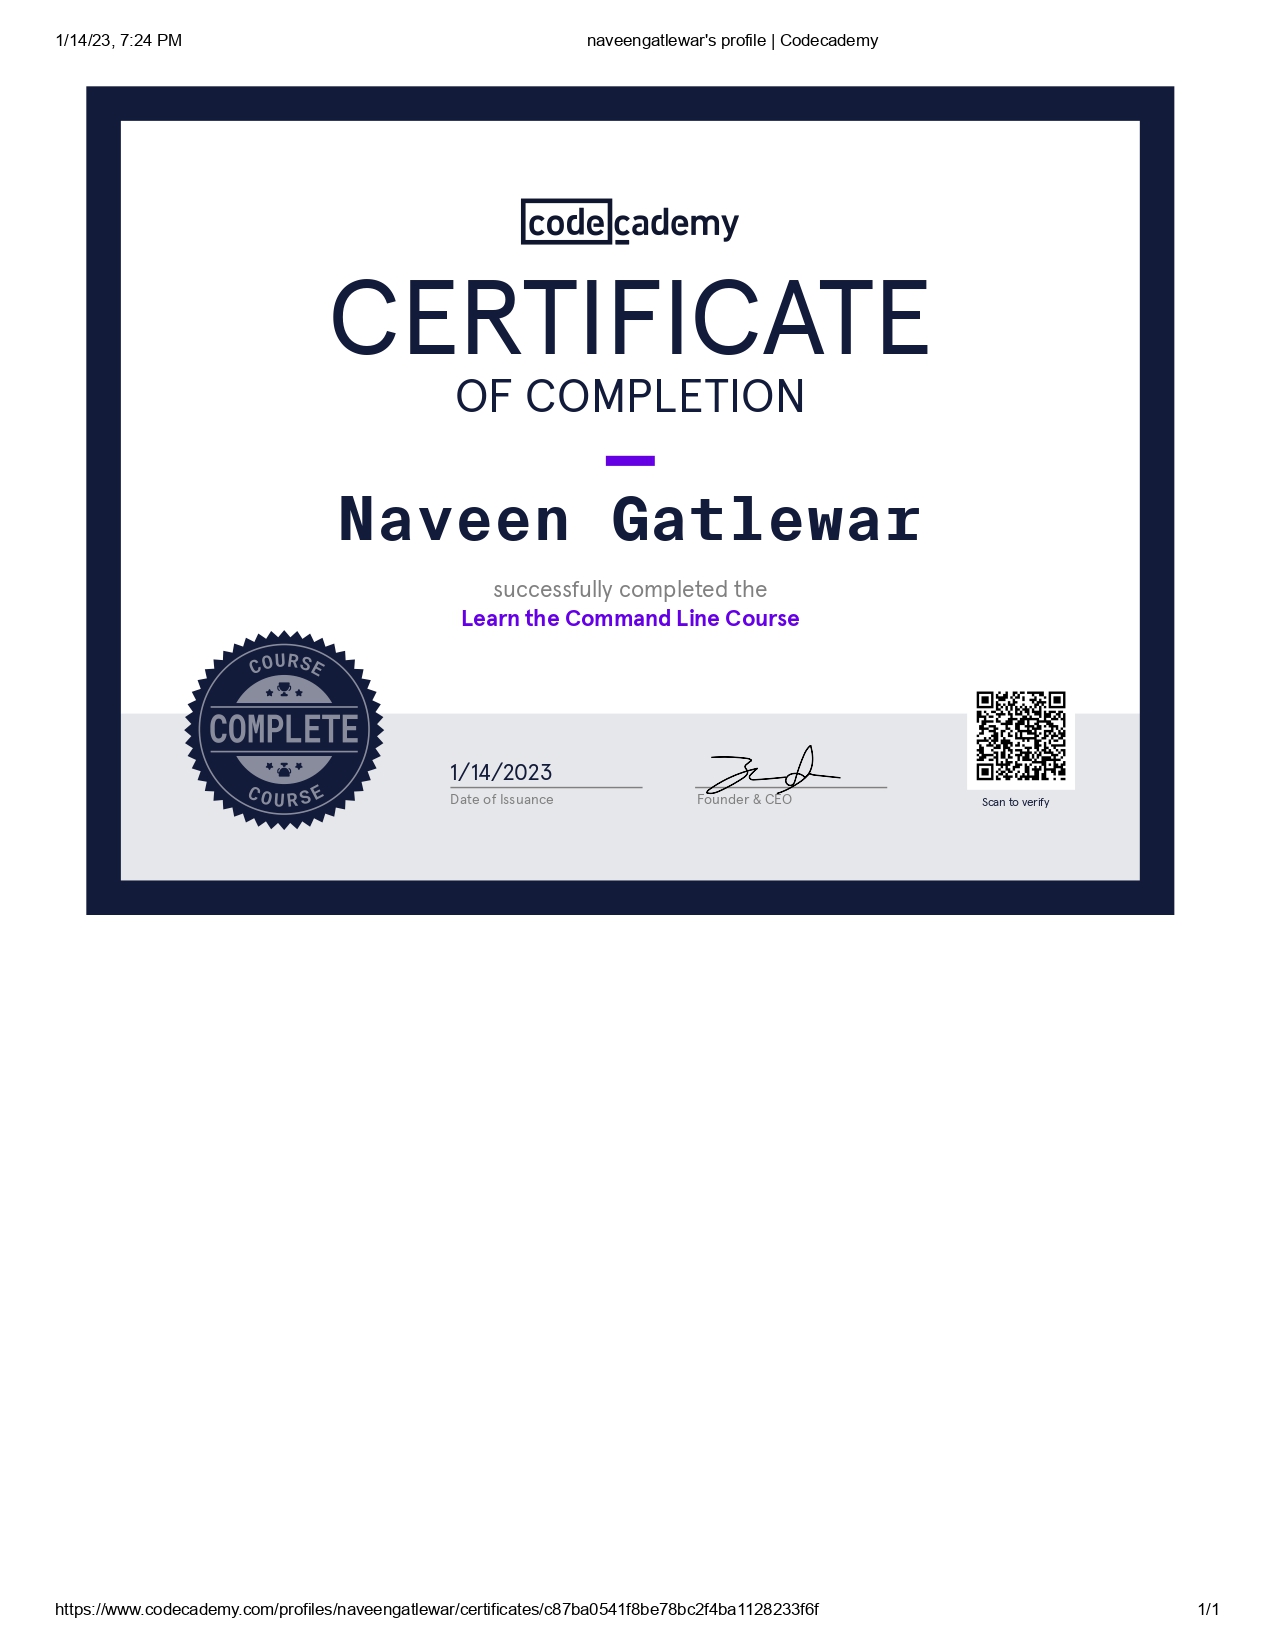 1/14/23, 7:24 PM
naveengatlewar's profile | Codecademy
codecademy
CERTIFICATE
OF COMPLETION
Naveen Gatlewar
successfully completed the
Learn the Command Line Course
COURSE
COMPLETE
COURSE
1/14/2023
Date of Issuance
Founder & CEO
Scan to verify
https://www.codecademy.com/profiles/naveengatlewar/certificates/c87ba0541f8be78bc2f4ba1128233f6f
1/1